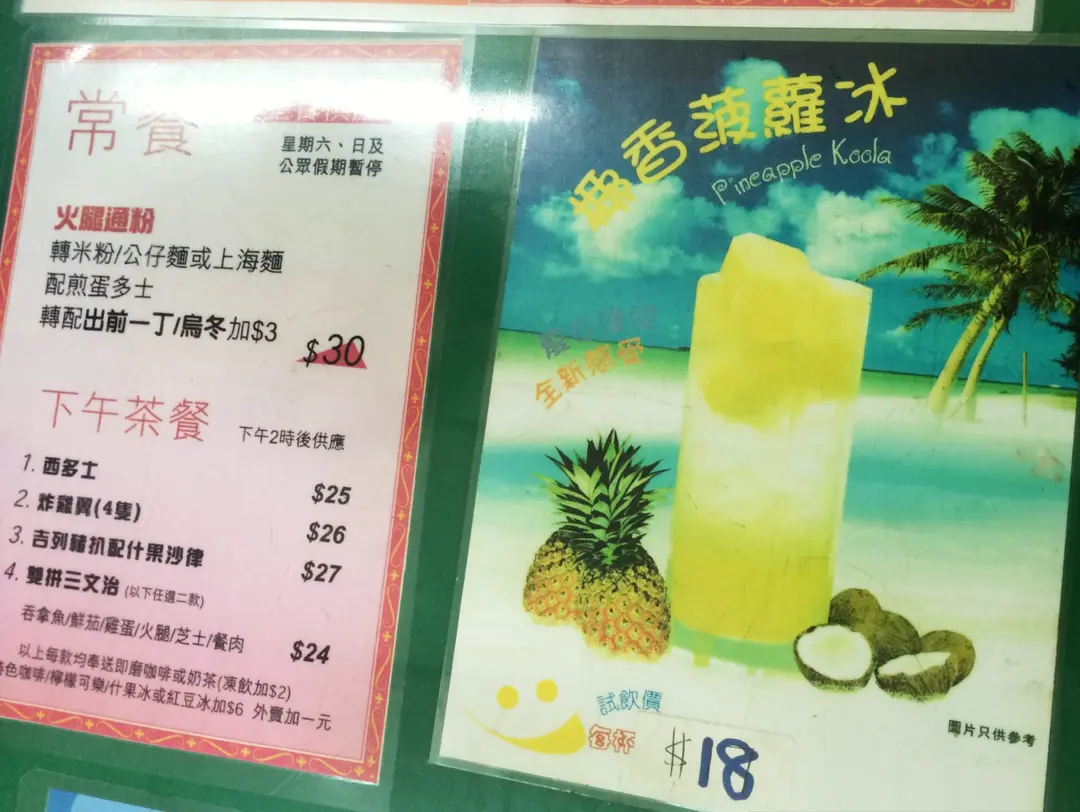 常餐
星期六、日及
公眾假期暫停
火腿通粉
轉米粉/公仔麵或上海麵
配煎蛋多士
轉配出前一丁/烏冬加$3
$30
下午茶餐
下午2時後供應
1. 西多士
$25
2. 炸雞翼(4隻)
$26
3. 吉列豬扒配什果沙律
$27
4. 雙拼三文治 (以下任選二款)
吞拿魚/鮮茄/雞蛋/火腿/芝士/餐肉
$24
以上每款均奉送即磨咖啡或奶茶(凍飲加$2)
特色咖啡/檸檬可樂/什果冰或紅豆冰加$6 外賣加一元
椰香菠蘿冰
Pineapple Koola
全新感受
試飲價
每杯
$18
圖片只供參考